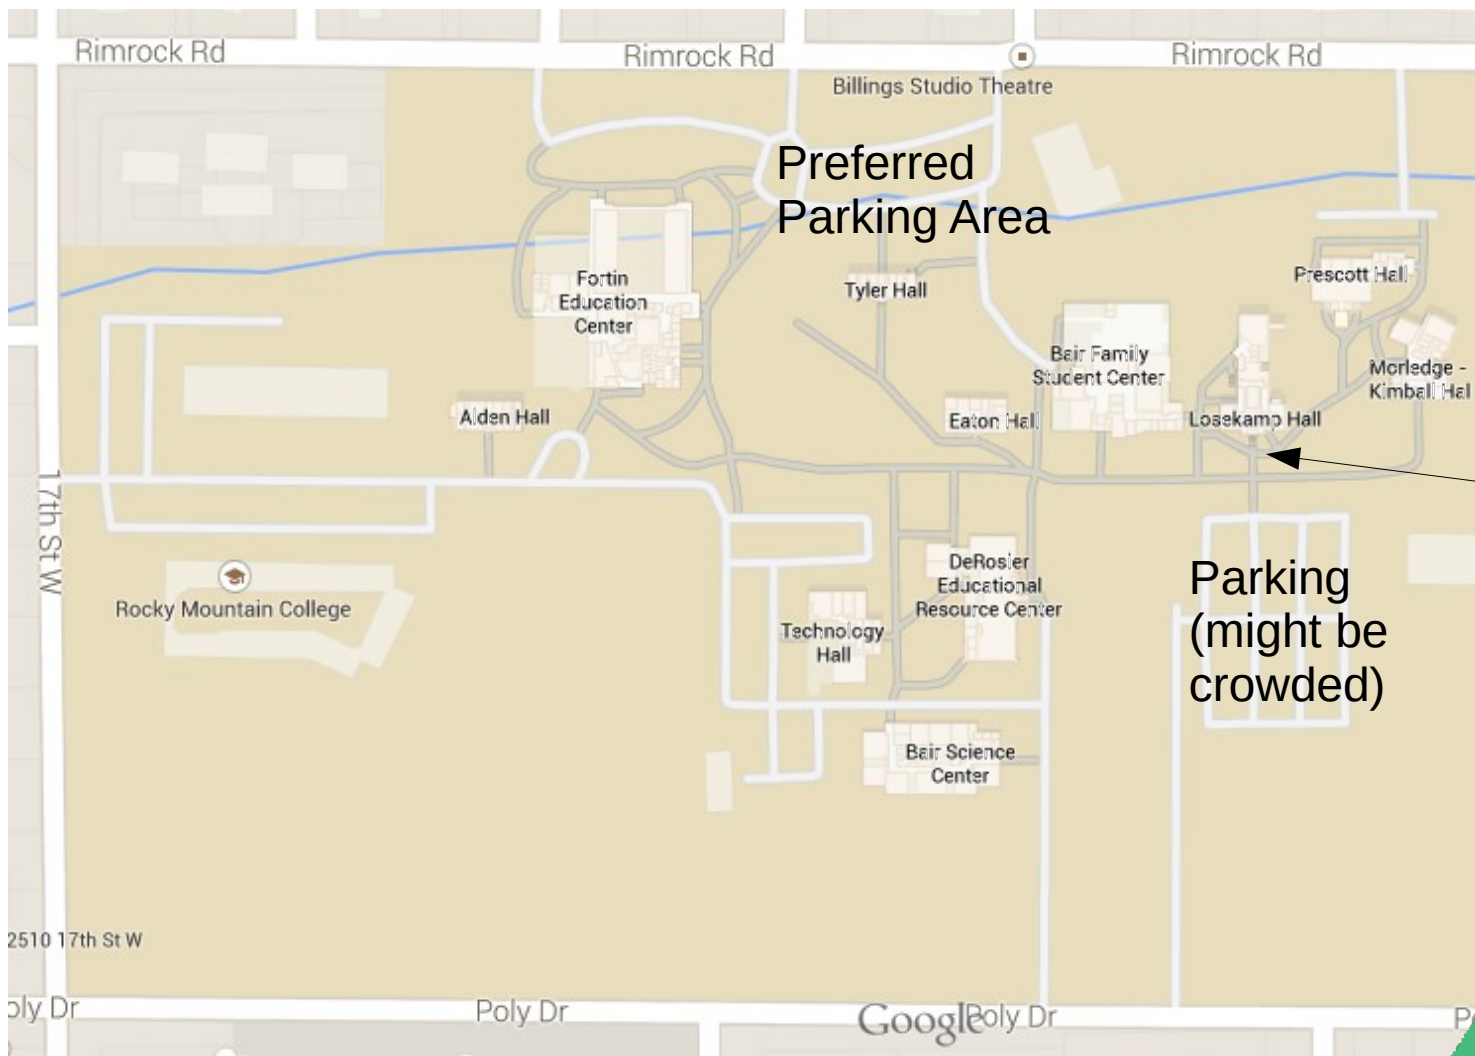 Rimrock Rd
Rimrock Rd
Rimrock Rd
Billings Studio Theatre
Preferred
Parking Area
Fortin
Education
Center
Tyler Hall
Prescott Hall
Bair Family
Student Center
Morledge -
Kimball Hal
Alden Hall
Eaton Hall
Losekamp Hall
17th St W
Rocky Mountain College
DeRosier
Educational
Resource Center
Technology
Hall
Parking
(might be
crowded)
Bair Science
Center
2510 17th St W
oly Dr
Poly Dr
Google
Poly Dr
P